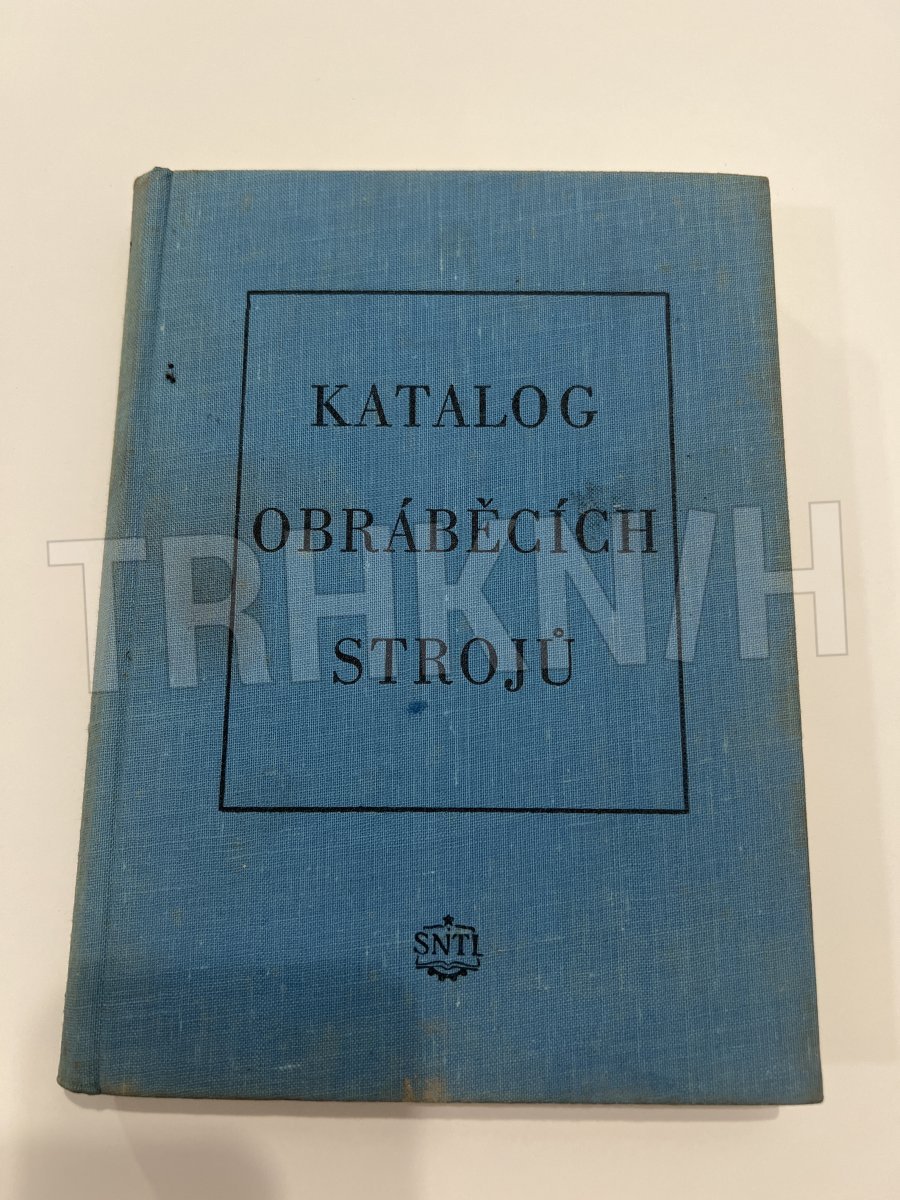 KATALOG
OBRÁBĚCÍCH
STROJŮ
TRHKNIH
SNTL